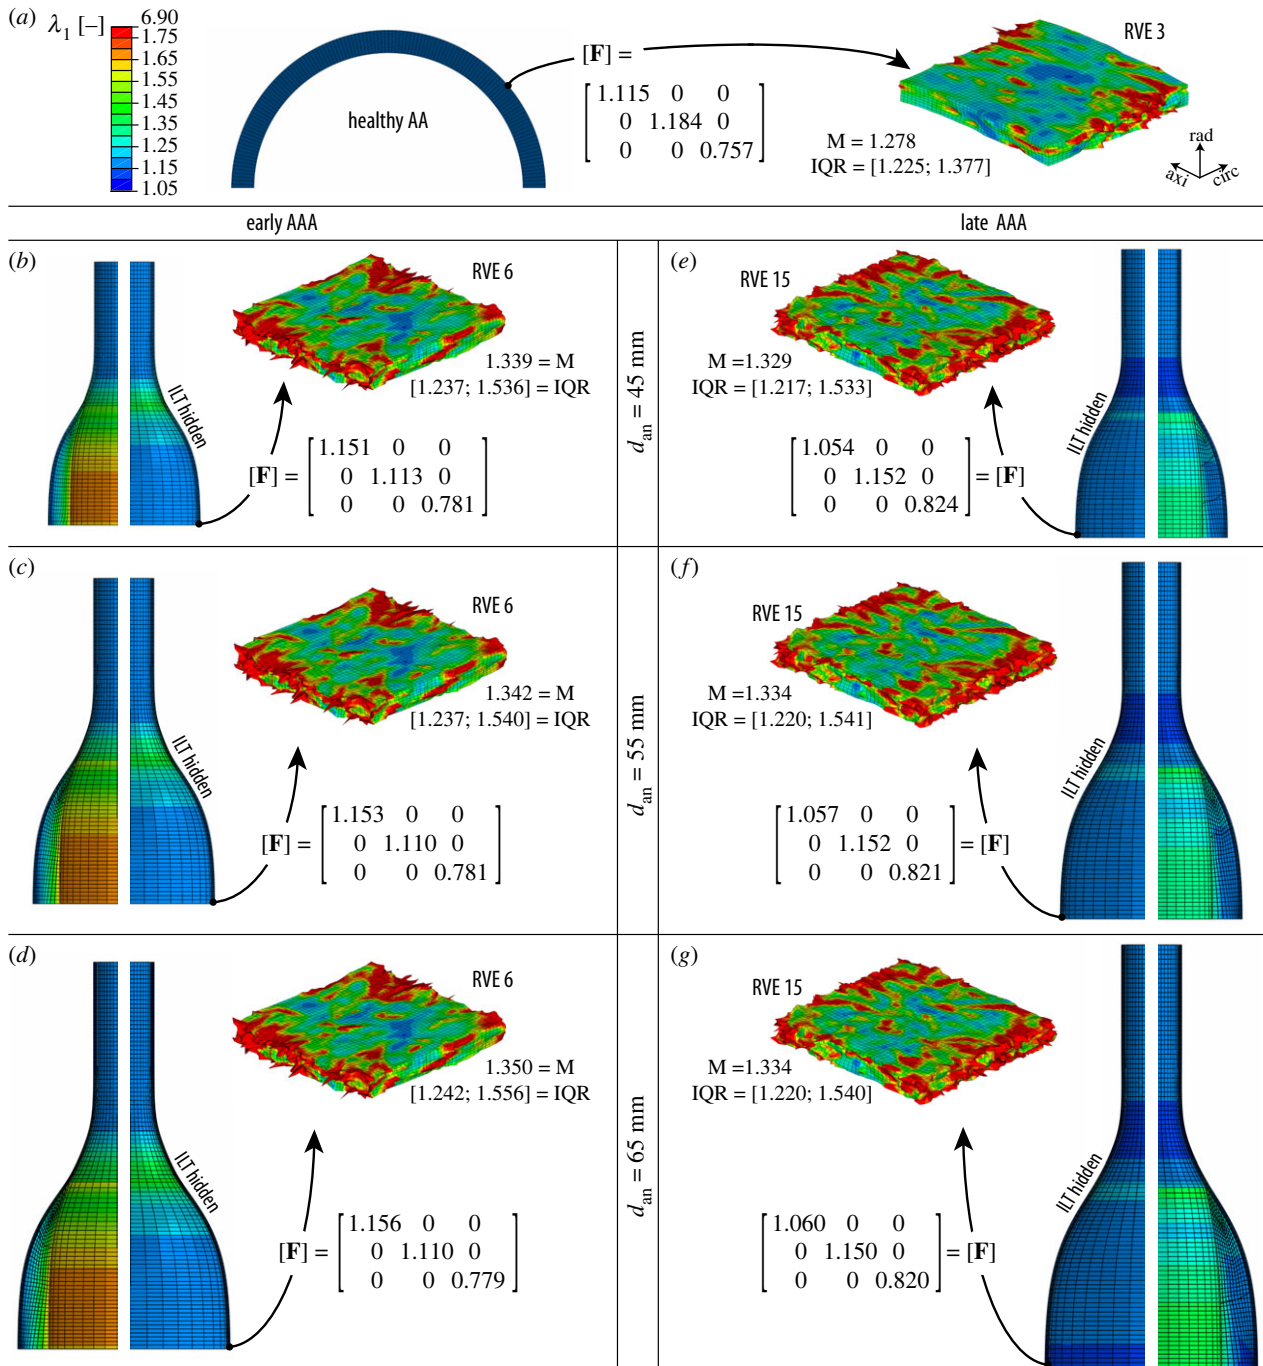 (a) λ1 [–]
6.90
1.75
1.65
1.55
1.45
1.35
1.25
1.15
1.05
healthy AA
[F] =
1.115 0 0
0 1.184 0
0 0 0.757
RVE 3
M = 1.278
IQR = [1.225; 1.377]
rad
axi
circ
early AAA
late AAA
(b)
RVE 6
ILT hidden
1.339 = M
[1.237; 1.536] = IQR
[F] =
1.151 0 0
0 1.113 0
0 0 0.781
dan = 45 mm
(e)
RVE 15
M =1.329
IQR = [1.217; 1.533]
ILT hidden
1.054 0 0
0 1.152 0
0 0 0.824
= [F]
(c)
RVE 6
ILT hidden
1.342 = M
[1.237; 1.540] = IQR
[F] =
1.153 0 0
0 1.110 0
0 0 0.781
dan = 55 mm
(f)
RVE 15
M =1.334
IQR = [1.220; 1.541]
ILT hidden
1.057 0 0
0 1.152 0
0 0 0.821
= [F]
(d)
RVE 6
ILT hidden
1.350 = M
[1.242; 1.556] = IQR
[F] =
1.156 0 0
0 1.110 0
0 0 0.779
dan = 65 mm
(g)
RVE 15
M =1.334
IQR = [1.220; 1.540]
ILT hidden
1.060 0 0
0 1.150 0
0 0 0.820
= [F]